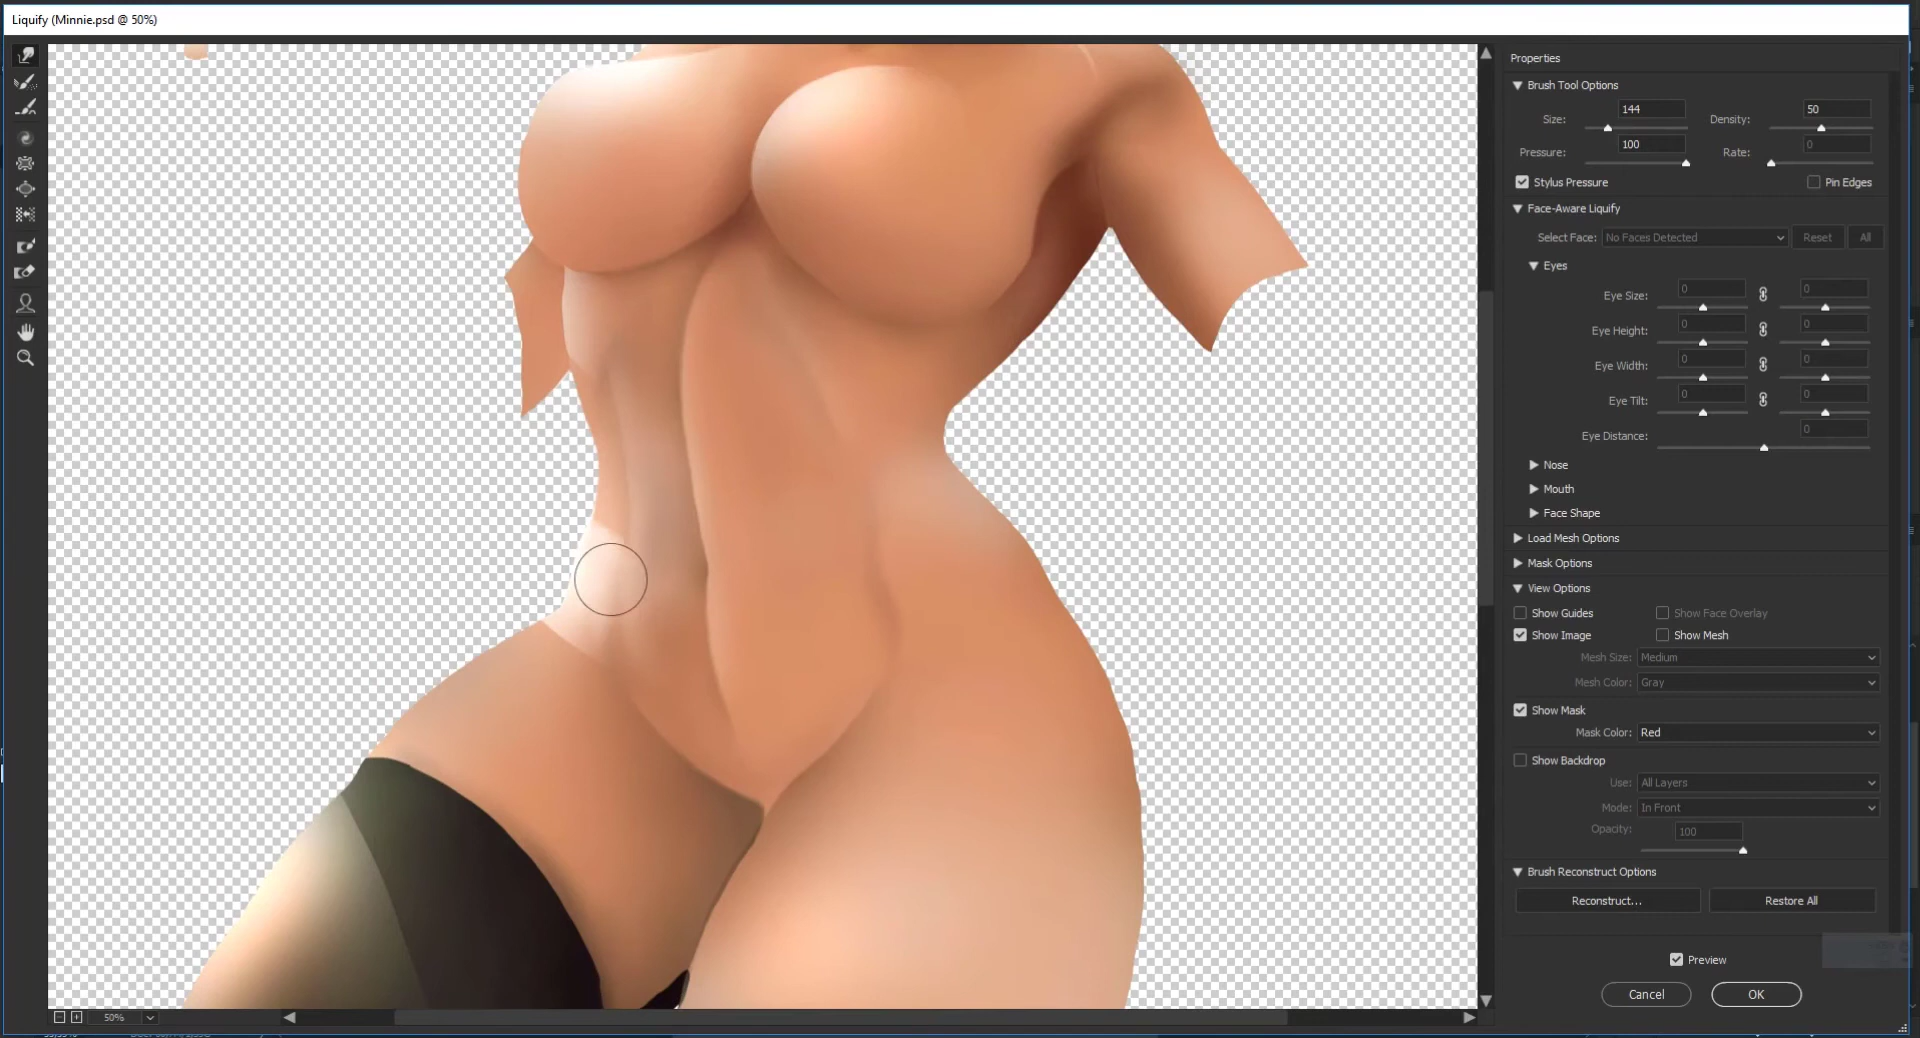 Liquify (Minnie.psd @ 50%)
Properties
Brush Tool Options
Size: 144 Density: 50
Pressure: 100 Rate: 0
Stylus Pressure Pin Edges
Face-Aware Liquify
Select Face: No Faces Detected Reset All
Eyes
Eye Size: 0 0
Eye Height: 0 0
Eye Width: 0 0
Eye Tilt: 0 0
Eye Distance: 0
Nose
Mouth
Face Shape
Load Mesh Options
Mask Options
View Options
Show Guides Show Face Overlay
Show Image Show Mesh
Mesh Size: Medium
Mesh Color: Gray
Show Mask
Mask Color: Red
Show Backdrop
Use: All Layers
Mode: In Front
Opacity: 100
Brush Reconstruct Options
Reconstruct... Restore All
Preview
Cancel OK
50%